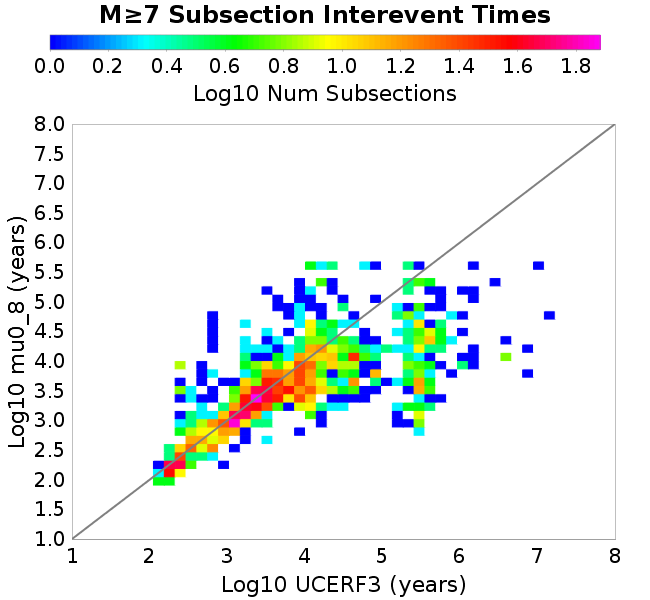 M≥7 Subsection Interevent Times
0.0 0.2 0.4 0.6 0.8 1.0 1.2 1.4 1.6 1.8
Log10 Num Subsections
8.0
7.5
7.0
6.5
6.0
5.5
5.0
4.5
4.0
3.5
3.0
2.5
2.0
1.5
1.0
Log10 mu0_8 (years)
1 2 3 4 5 6 7 8
Log10 UCERF3 (years)